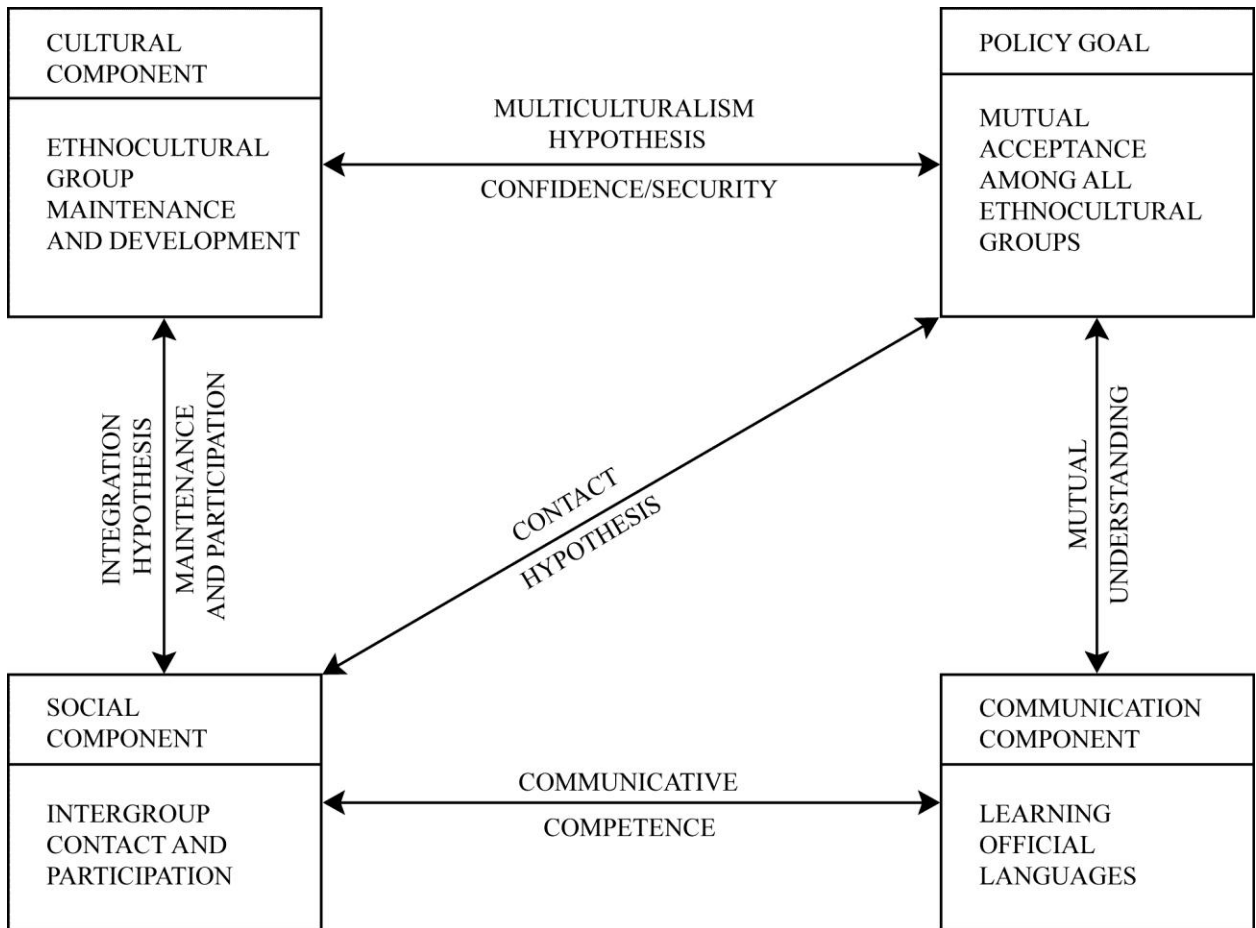 CULTURAL
COMPONENT
ETHNOCULTURAL
GROUP
MAINTENANCE
AND DEVELOPMENT
MULTICULTURALISM
HYPOTHESIS
CONFIDENCE/SECURITY
POLICY GOAL
MUTUAL
ACCEPTANCE
AMONG ALL
ETHNOCULTURAL
GROUPS
INTEGRATION
HYPOTHESIS
MAINTENANCE
AND PARTICIPATION
CONTACT
HYPOTHESIS
MUTUAL
UNDERSTANDING
SOCIAL
COMPONENT
INTERGROUP
CONTACT AND
PARTICIPATION
COMMUNICATIVE
COMPETENCE
COMMUNICATION
COMPONENT
LEARNING
OFFICIAL
LANGUAGES